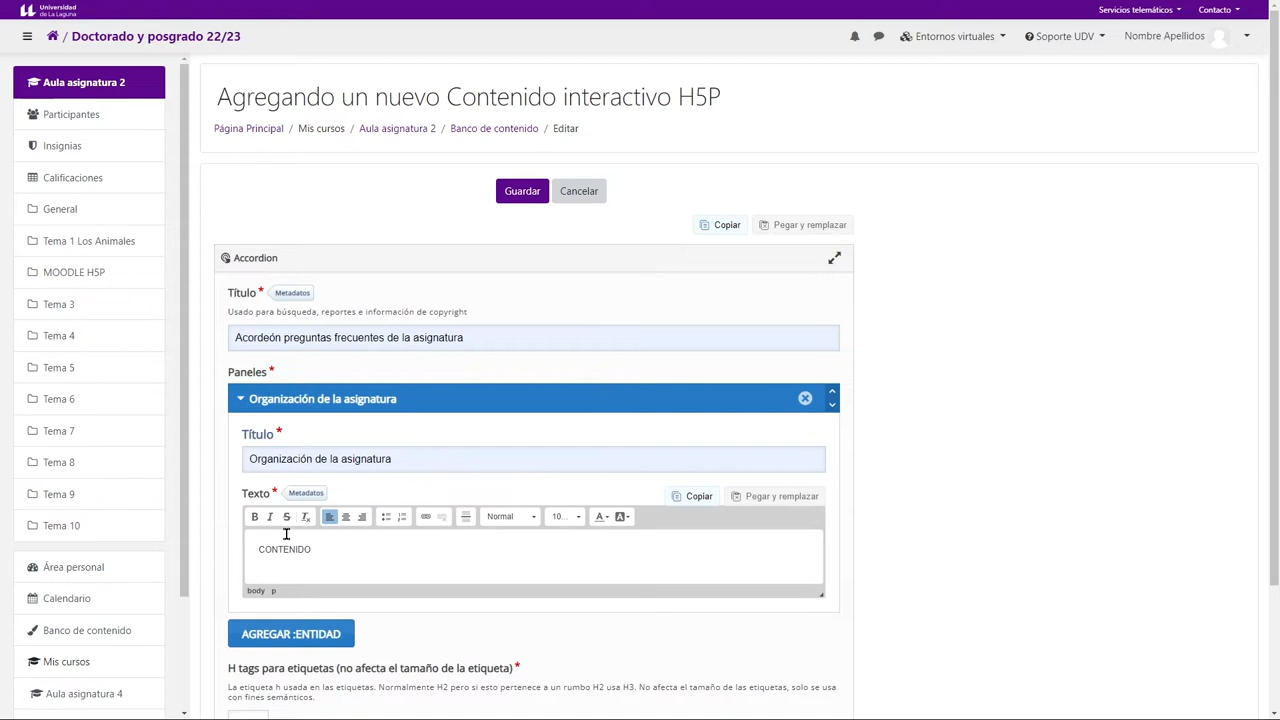 Universidad
de La Laguna
Servicios telemáticos
Contacto
/ Doctorado y posgrado 22/23
Entornos virtuales
Soporte UDV
Nombre Apellidos
Aula asignatura 2
Participantes
Insignias
Calificaciones
General
Tema 1 Los Animales
MOODLE H5P
Tema 3
Tema 4
Tema 5
Tema 6
Tema 7
Tema 8
Tema 9
Tema 10
Área personal
Calendario
Banco de contenido
Mis cursos
Aula asignatura 4
Agregando un nuevo Contenido interactivo H5P
Página Principal / Mis cursos / Aula asignatura 2 / Banco de contenido / Editar
Guardar Cancelar
Copiar Pegar y remplazar
Accordion
Título * Metadatos
Usado para búsqueda, reportes e información de copyright
Acordeón preguntas frecuentes de la asignatura
Paneles *
Organización de la asignatura
Título *
Organización de la asignatura
Texto * Metadatos
Copiar Pegar y remplazar
B I S Tx Normal 10... A A
CONTENIDO
body p
AGREGAR :ENTIDAD
H tags para etiquetas (no afecta el tamaño de la etiqueta) *
La etiqueta h usada en las etiquetas. Normalmente H2 pero si esto pertenece a un rumbo H2 usa H3. No afecta el tamaño de las etiquetas, solo se usa
con fines semánticos.